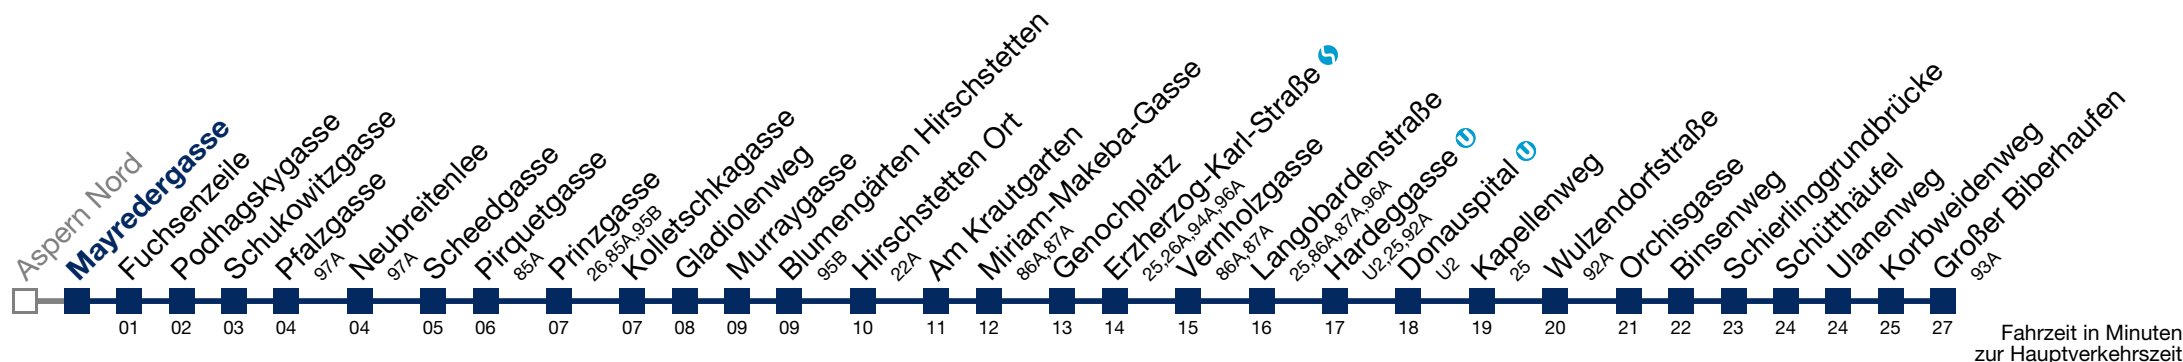 Aspern Nord
Mayredergasse
Fuchsenzeile
01
Podhagskygasse
02
Schukowitzgasse
03
Pfalzgasse
97A
04
Neubreitenlee
97A
04
Scheedgasse
05
Pirquetgasse
85A
06
Prinzgasse
26,85A,95B
07
Kolletschkagasse
07
Gladiolenweg
08
Murraygasse
09
Blumengärten Hirschstetten
95B
09
Hirschstetten Ort
22A
10
Am Krautgarten
11
Miriam-Makeba-Gasse
86A,87A
12
Genochplatz
13
Erzherzog-Karl-Straße
25,26A,94A,96A
14
Vernholzgasse
86A,87A
15
Langobardenstraße
25,86A,87A,96A
16
Hardeggasse U
U2,25,92A
17
Donauspital U
U2
18
Kapellenweg
25
19
Wulzendorfstraße
92A
20
Orchisgasse
21
Binsenweg
22
Schierlinggrundbrücke
23
Schütthäufel
24
Ulanenweg
24
Korbweidenweg
25
Großer Biberhaufen
93A
27
Fahrzeit in Minuten
zur Hauptverkehrszeit